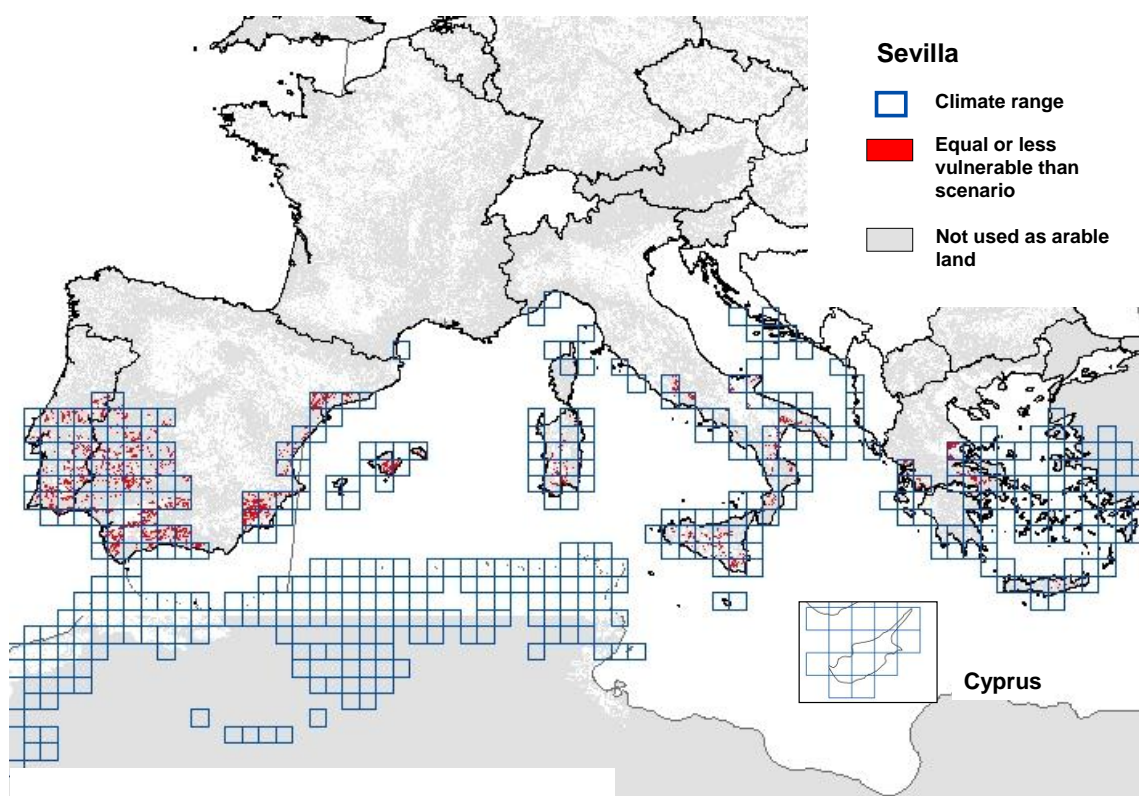 Sevilla
Climate range
Equal or less
vulnerable than
scenario
Not used as arable
land
Cyprus